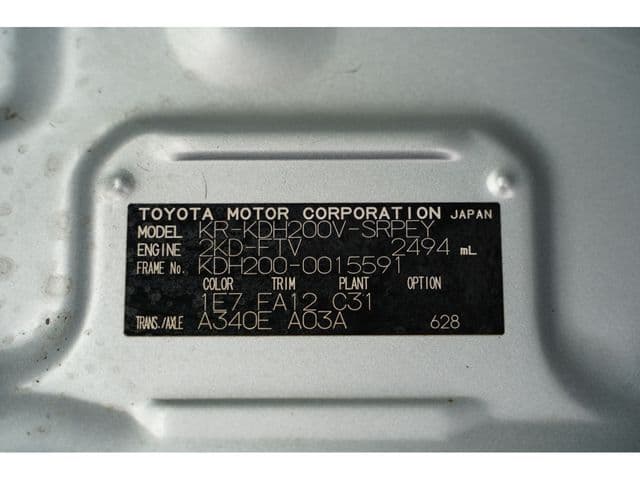 TOYOTA MOTOR CORPORATION JAPAN
MODEL KR-KDH200V-SRPEY
ENGINE 2KD-FTV 2494 mL
FRAME No. KDH200-0015591
COLOR TRIM PLANT OPTION
1E7 FA12 C31
TRANS./AXLE A340E A03A 628